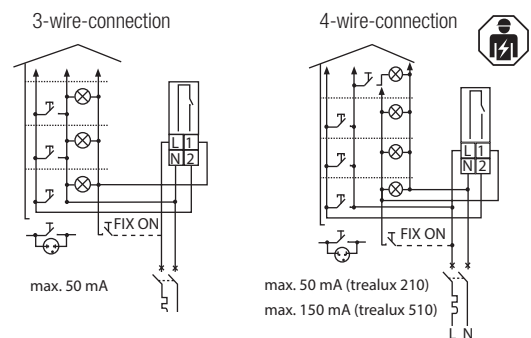 3-wire-connection
L 1
N 2
FIX ON
max. 50 mA
4-wire-connection
L 1
N 2
FIX ON
max. 50 mA (trealux 210)
max. 150 mA (trealux 510)
L N